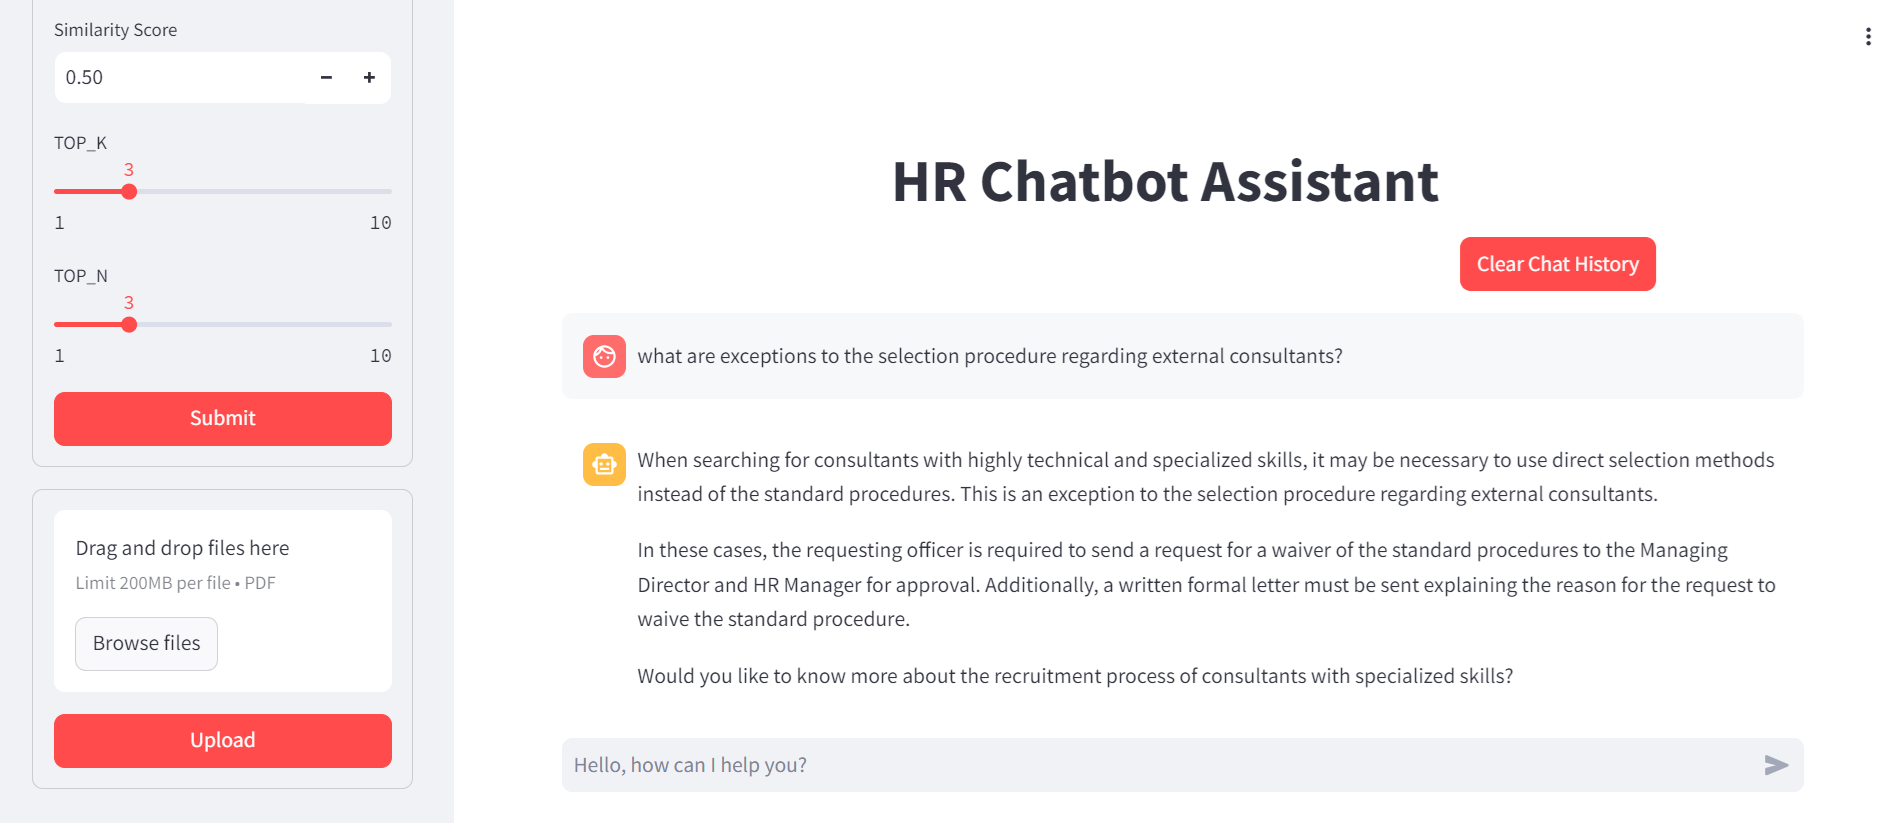 Similarity Score
0.50
TOP_K
3
1 10
TOP_N
3
1 10
Submit
Drag and drop files here
Limit 200MB per file • PDF
Browse files
Upload
HR Chatbot Assistant
Clear Chat History
what are exceptions to the selection procedure regarding external consultants?
When searching for consultants with highly technical and specialized skills, it may be necessary to use direct selection methods
instead of the standard procedures. This is an exception to the selection procedure regarding external consultants.
In these cases, the requesting officer is required to send a request for a waiver of the standard procedures to the Managing
Director and HR Manager for approval. Additionally, a written formal letter must be sent explaining the reason for the request to
waive the standard procedure.
Would you like to know more about the recruitment process of consultants with specialized skills?
Hello, how can I help you?